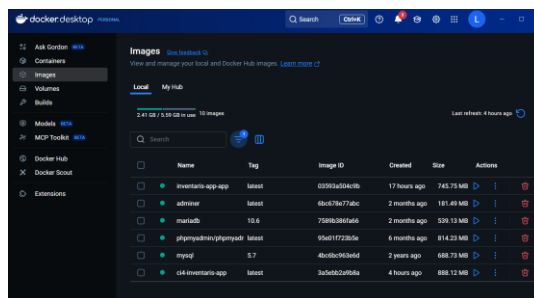 docker.desktop PERSONAL
Search Ctrl+K
L
Ask Gordon BETA
Containers
Images
Volumes
Builds
Models BETA
MCP Toolkit BETA
Docker Hub
Docker Scout
Extensions
Images Give feedback
View and manage your local and Docker Hub images. Learn more
Local My Hub
2.41 GB / 5.59 GB in use 10 images
Last refresh: 4 hours ago
Search
Name Tag Image ID Created Size Actions
inventaris-app-app latest 03593a504c9b 17 hours ago 745.75 MB
adminer latest 6bc678e77abc 2 months ago 181.49 MB
mariadb 10.6 7589b386fa66 2 months ago 539.13 MB
phpmyadmin/phpmyadr latest 95e01f723b5e 6 months ago 814.23 MB
mysql 5.7 4bc6bc963e6d 2 years ago 688.73 MB
ci4-inventaris-app latest 3a5ebb2a9b8a 4 hours ago 888.12 MB